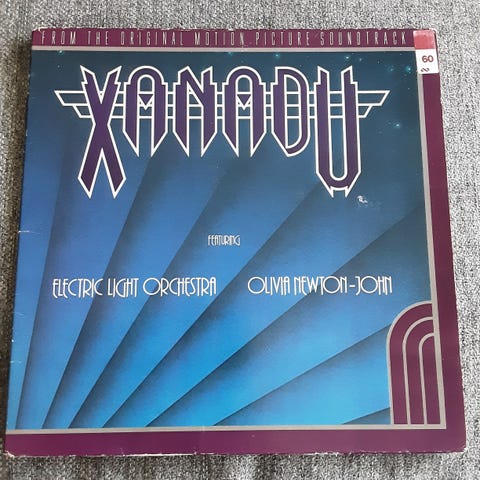 FROM THE ORIGINAL MOTION PICTURE SOUNDTRACK
60
XANADU
FEATURING
ELECTRIC LIGHT ORCHESTRA OLIVIA NEWTON-JOHN